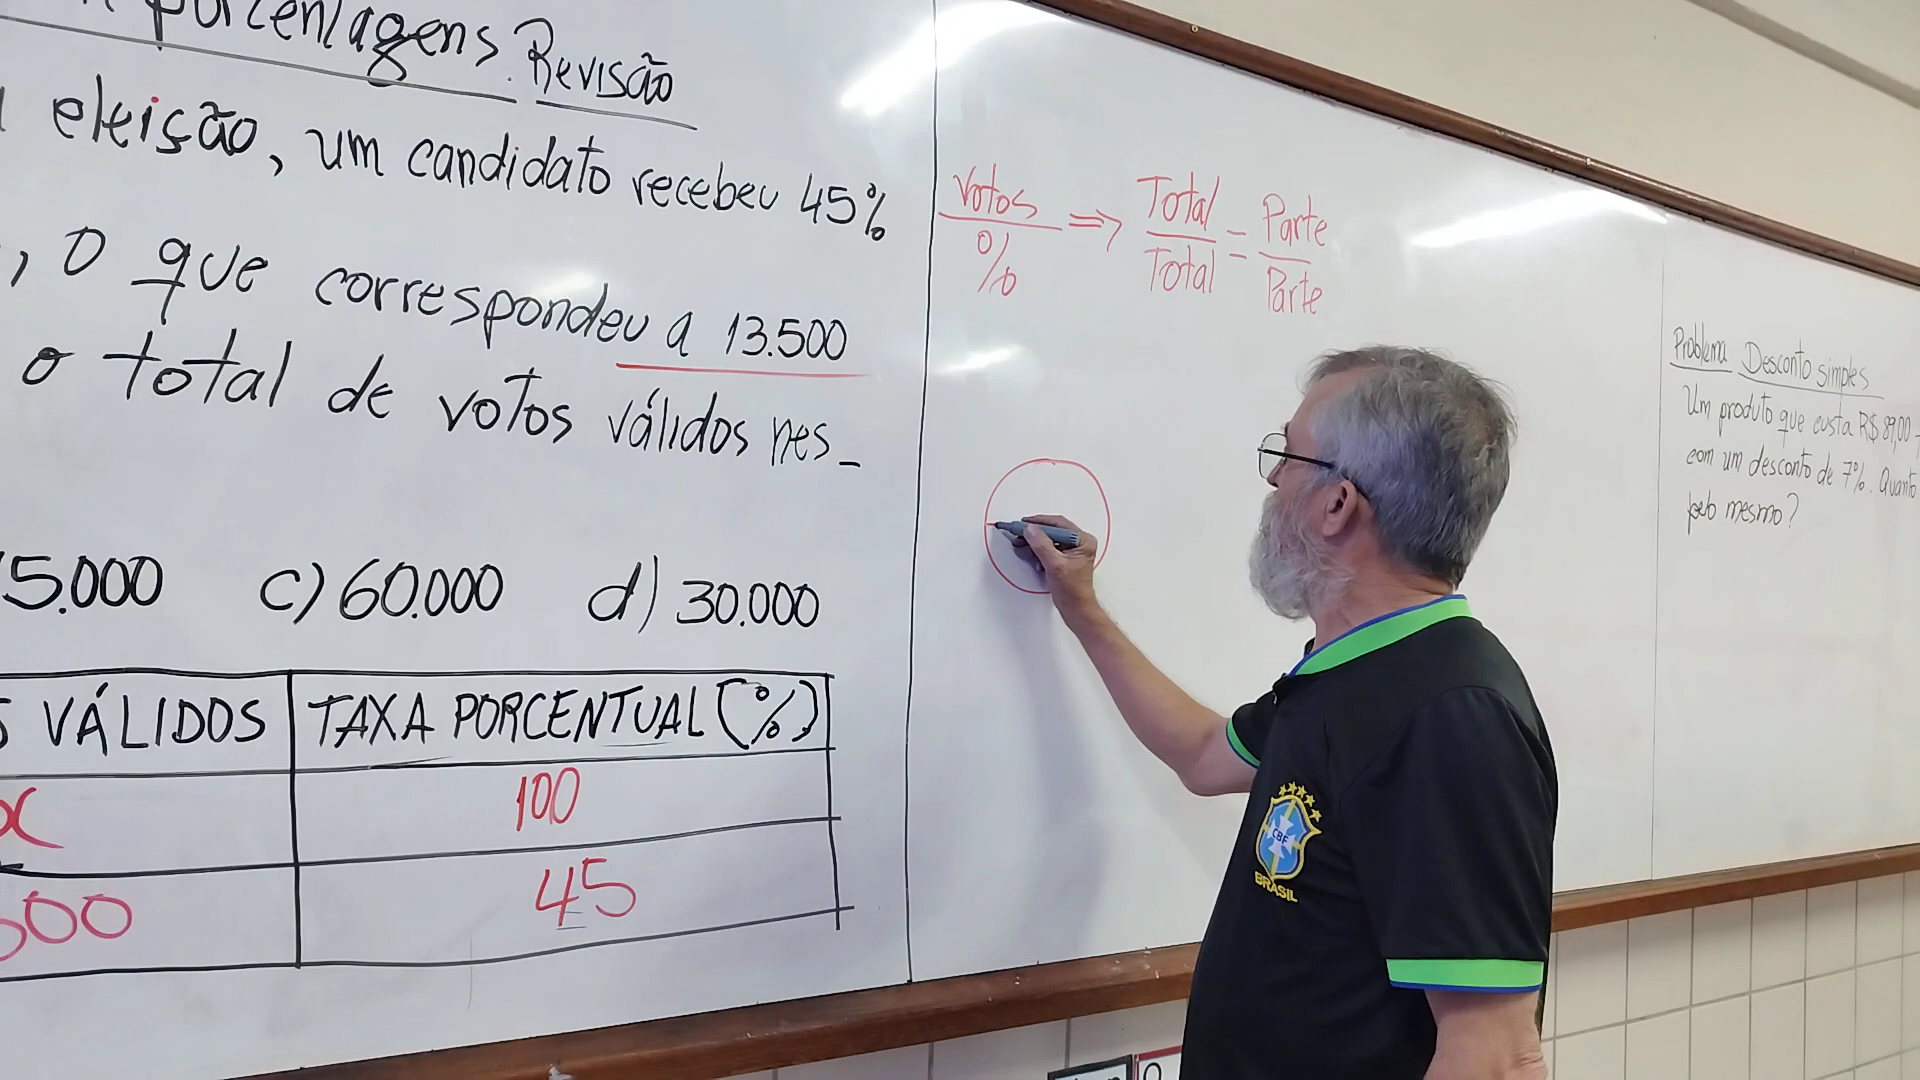 porcentagens. Revisão
eleição, um candidato recebeu 45%
, o que correspondeu a 13.500
o total de votos válidos nes_
5.000 c) 60.000 d) 30.000
VÁLIDOS TAXA PORCENTUAL (%)
x 100
500 45
Votos
%
⇒ Total
Total
= Parte
Parte
Problema Desconto simples
Um produto que custa R$ 89,00
com um desconto de 7%. Quanto
pelo mesmo?
CBF
BRASIL